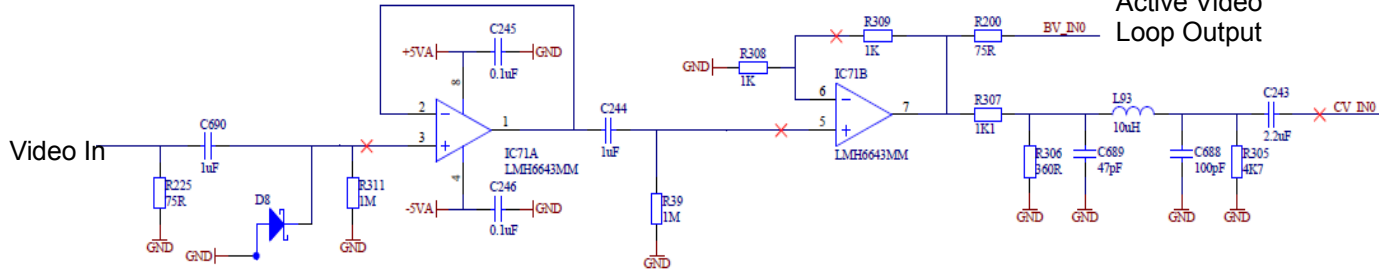 Active Video
Loop Output
C245
+5VA
GND
0.1uF
8
R309
1K
R200
75R
BV_IN0
R308
GND
1K
IC71B
2
1
3
C244
1uF
6
7
5
R307
1K1
L93
10uH
C243
2.2uF
CV_IN0
C690
1uF
Video In
IC71A
LMH6643MM
LMH6643MM
R225
75R
R311
1M
D8
4
-5VA
C246
GND
0.1uF
R39
1M
R306
360R
C689
47pF
C688
100pF
R305
4K7
GND
GND
GND
GND
GND
GND
GND
GND